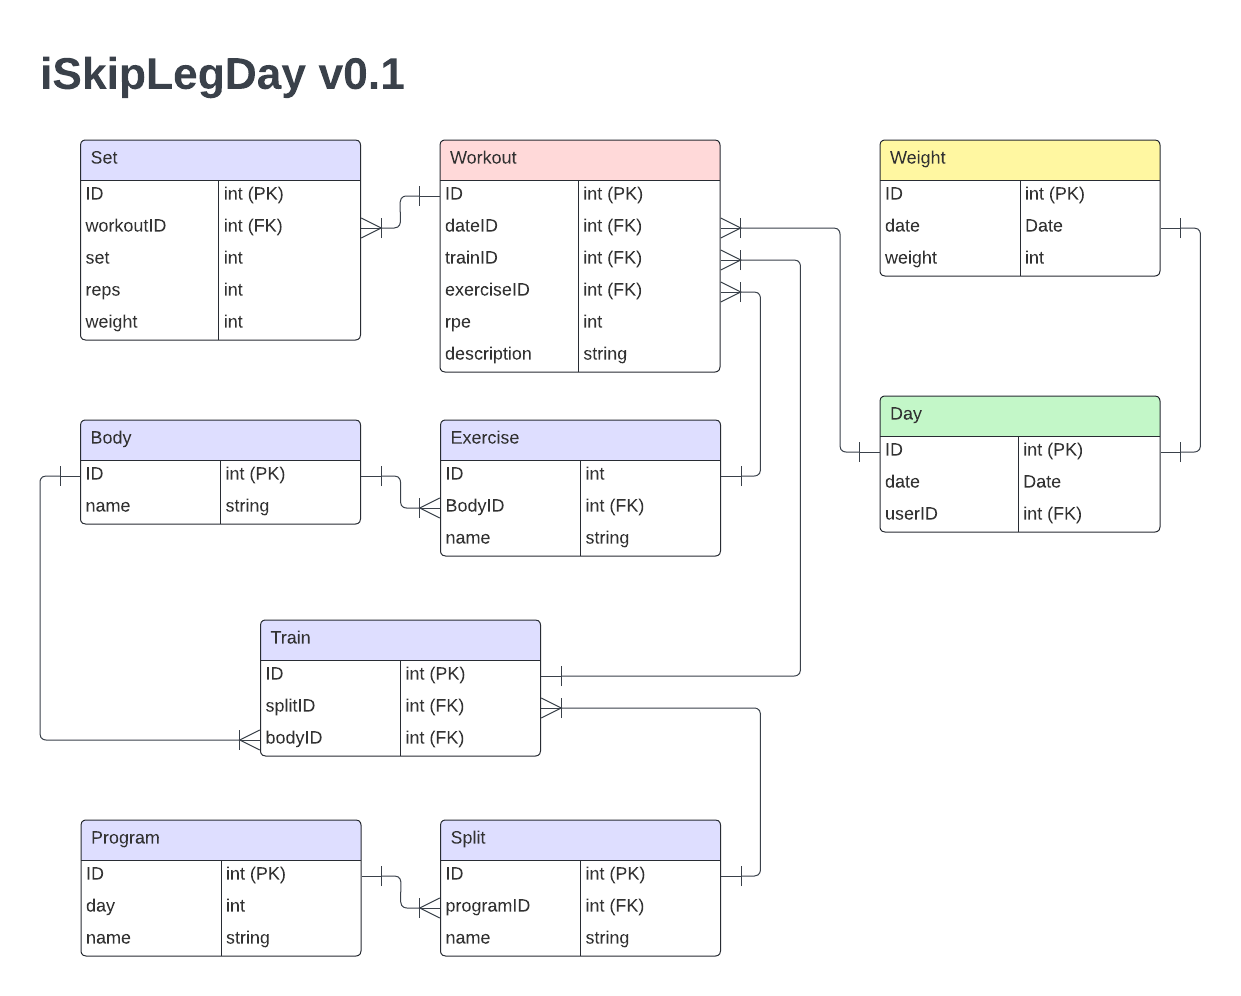 iSkipLegDay v0.1
Set
ID int (PK)
workoutID int (FK)
set int
reps int
weight int
Workout
ID int (PK)
dateID int (FK)
trainID int (FK)
exerciseID int (FK)
rpe int
description string
Weight
ID int (PK)
date Date
weight int
Body
ID int (PK)
name string
Exercise
ID int
BodyID int (FK)
name string
Day
ID int (PK)
date Date
userID int (FK)
Train
ID int (PK)
splitID int (FK)
bodyID int (FK)
Program
ID int (PK)
day int
name string
Split
ID int (PK)
programID int (FK)
name string